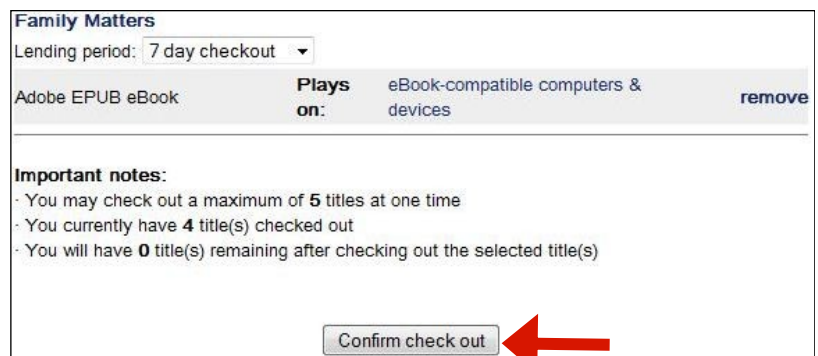 Family Matters
Lending period: 7 day checkout
Adobe EPUB eBook Plays on: eBook-compatible computers & devices remove
Important notes:
· You may check out a maximum of 5 titles at one time
· You currently have 4 title(s) checked out
· You will have 0 title(s) remaining after checking out the selected title(s)
Confirm check out